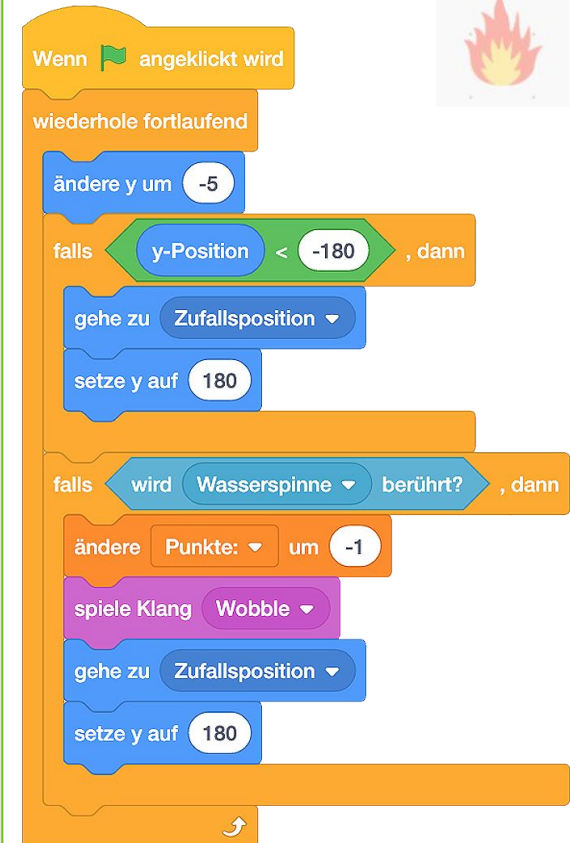 Wenn angeklickt wird
wiederhole fortlaufend
ändere y um -5
falls y-Position < -180 , dann
gehe zu Zufallsposition
setze y auf 180
falls wird Wasserspinne berührt? , dann
ändere Punkte: um -1
spiele Klang Wobble
gehe zu Zufallsposition
setze y auf 180